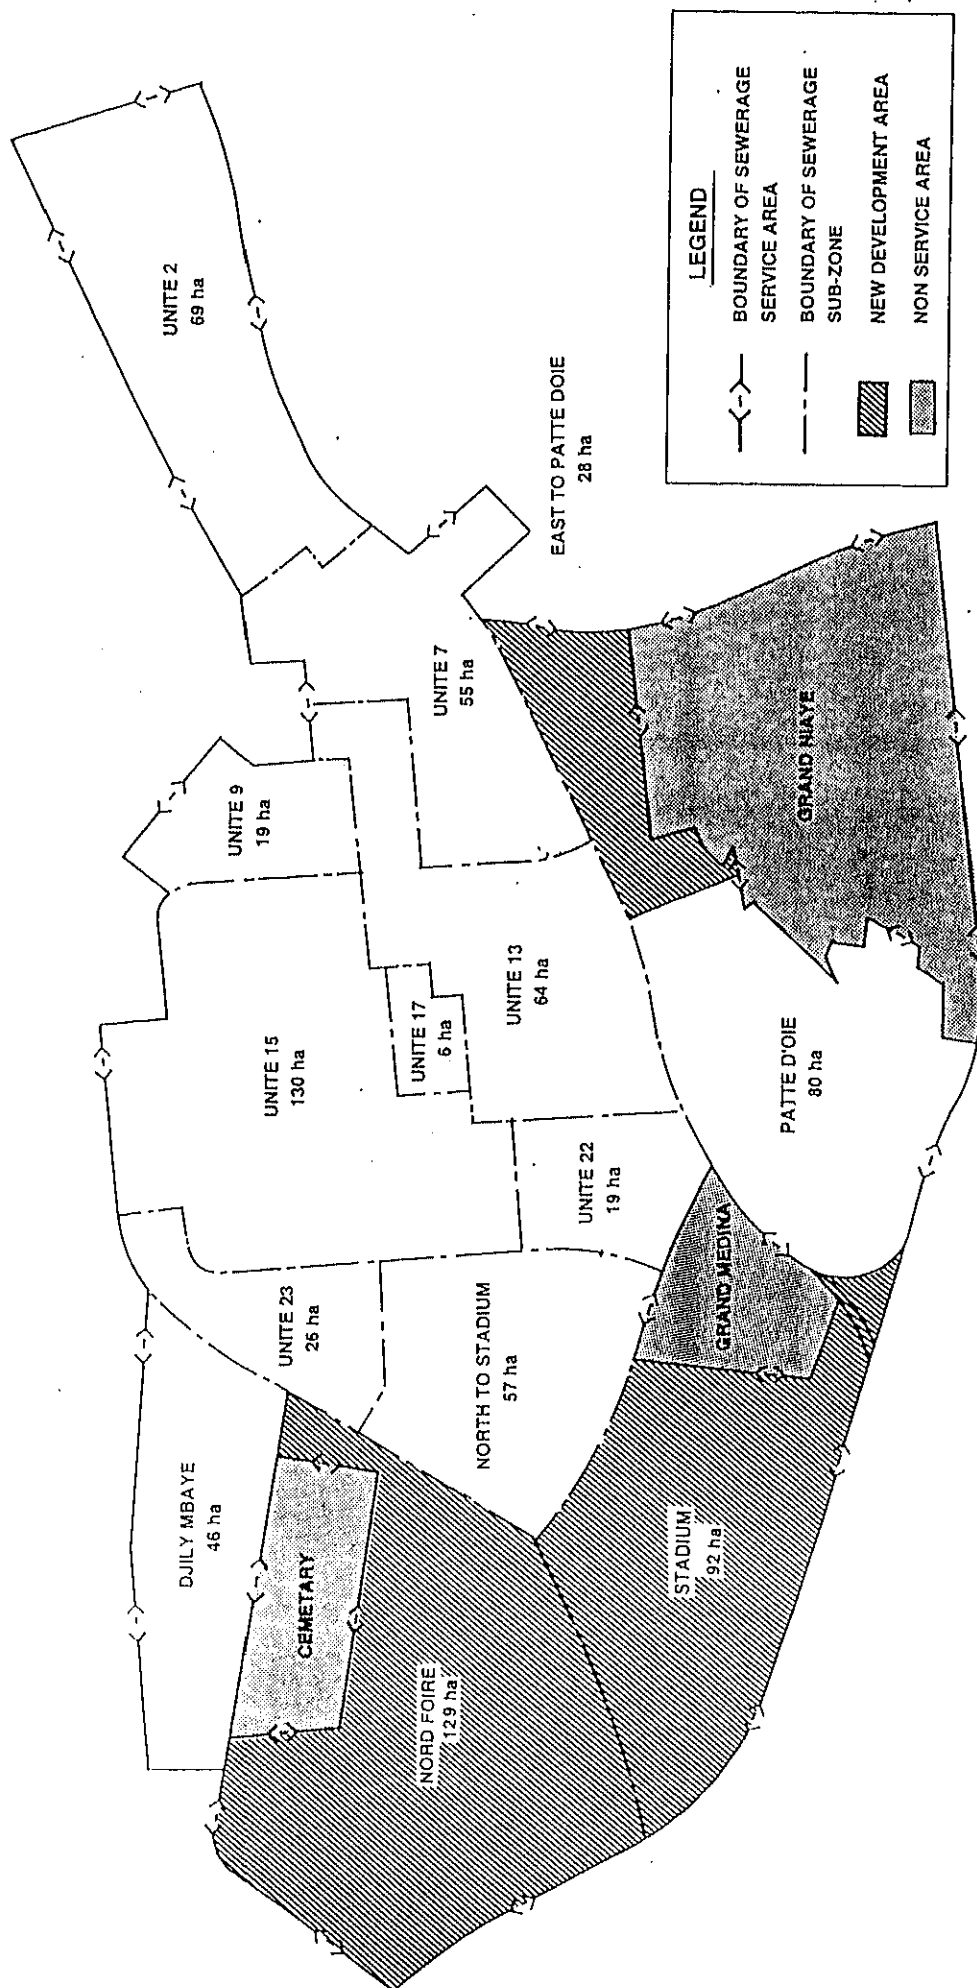 UNITE 2
69 ha
EAST TO PATTE DOIE
28 ha
UNITE 7
55 ha
UNITE 9
19 ha
GRAND NIAYE
UNITE 13
64 ha
UNITE 17
6 ha
UNITE 15
130 ha
PATTE D'OIE
80 ha
UNITE 22
19 ha
GRAND MEDINA
UNITE 23
26 ha
NORTH TO STADIUM
57 ha
DJILY MBAYE
46 ha
CEMETARY
STADIUM
92 ha
NORD FOIRE
129 ha
LEGEND
BOUNDARY OF SEWERAGE
SERVICE AREA
BOUNDARY OF SEWERAGE
SUB-ZONE
NEW DEVELOPMENT AREA
NON SERVICE AREA